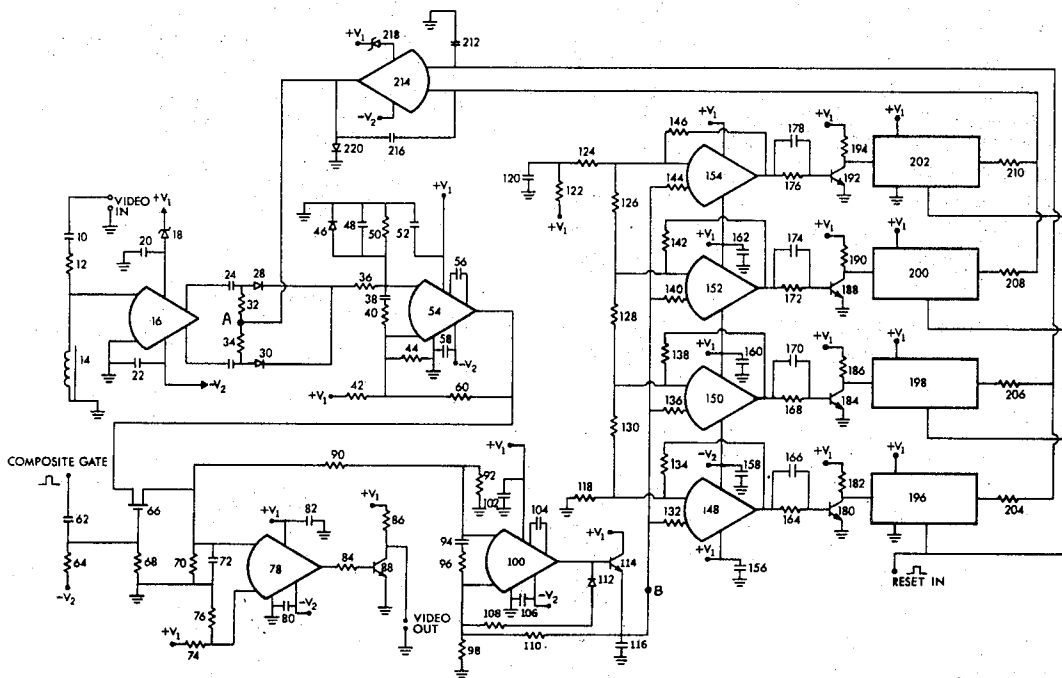 +V1 218
212
214
-V2
220
216
146
+V1
178
+V1
+V1
124
194
202
120
122
+V1
144
154
176
192
210
126
VIDEO IN
+V1
18
10
20
12
24
28
32
16
A
34
30
14
22
-V2
46
48
50
52
+V1
36
38
40
54
56
58
44
-V2
42
+V1
60
142
+V1
162
174
+V1
+V1
190
200
152
140
172
188
208
128
138
+V1
160
170
+V1
+V1
186
198
150
136
168
184
206
130
134
-V2
158
166
+V1
+V1
182
196
118
132
148
164
180
204
+V1
156
RESET IN
COMPOSITE GATE
62
64
-V2
66
68
70
72
90
+V1
82
+V1
86
78
84
88
80
-V2
76
+V1
74
VIDEO OUT
+V1
92
102
104
94
96
100
+V1
114
112
106
-V2
108
98
110
116
B